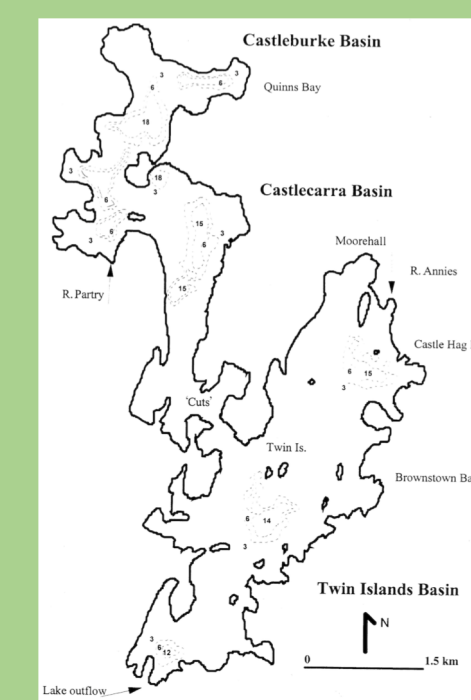 Castleburke Basin
3
3
6
6
Quinns Bay
18
3
18
3
Castlecarra Basin
6
15
6
3
3
6
Moorehall
R. Annies
15
R. Partry
Castle Hag
6
15
3
'Cuts'
Twin Is.
Brownstown Ba
6
14
3
Twin Islands Basin
N
3
6
12
0
1.5 km
Lake outflow